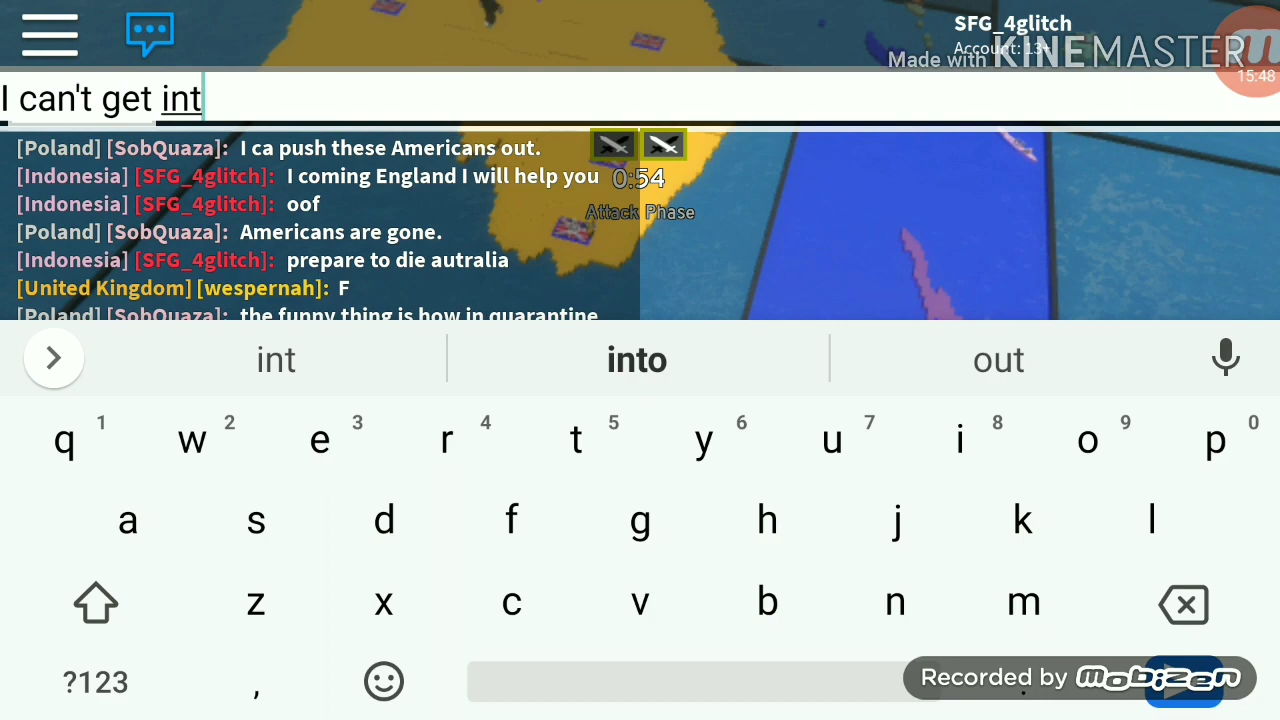 SFG_4glitch
Account: 13+
Made with KINEMASTER
15:48
I can't get int
[Poland] [SobQuaza]: I ca push these Americans out.
[Indonesia] [SFG_4glitch]: I coming England I will help you
0:54
[Indonesia] [SFG_4glitch]: oof
Attack Phase
[Poland] [SobQuaza]: Americans are gone.
[Indonesia] [SFG_4glitch]: prepare to die autralia
[United Kingdom] [wespernah]: F
[Poland] [SobQuaza]: the funny thing is how in quarantine
int into out
1 2 3 4 5 6 7 8 9 0
q w e r t y u i o p
a s d f g h j k l
z x c v b n m
?123 , .
Recorded by mobizen